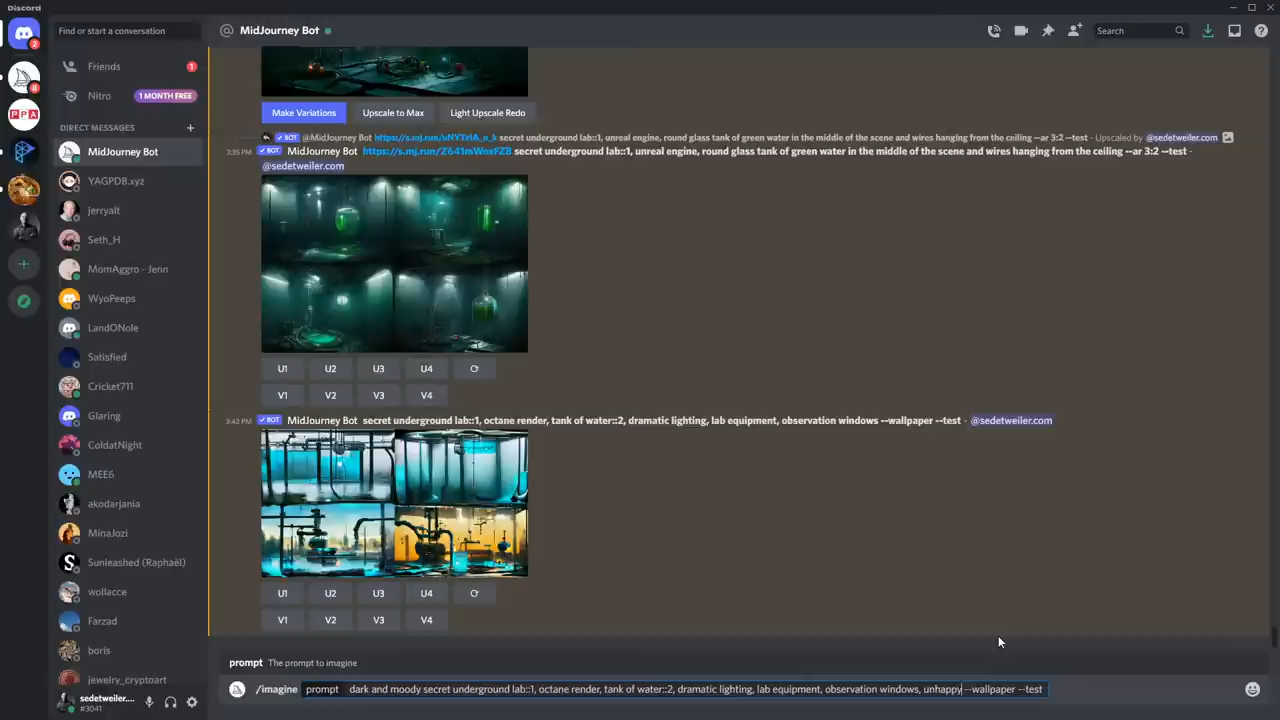 Discord
Find or start a conversation
MidJourney Bot
Search
2
Friends
1
8
Nitro
1 MONTH FREE
PPA
Make Variations
Upscale to Max
Light Upscale Redo
DIRECT MESSAGES
BOT @MidJourney Bot secret underground lab::1, unreal engine, round glass tank of green water in the middle of the scene and wires hanging from the ceiling --ar 3:2 --test - Upscaled by @sedetweiler.com
3:35 PM BOT MidJourney Bot https://s.mj.run/Z641mWoxFZ8 secret underground lab::1, unreal engine, round glass tank of green water in the middle of the scene and wires hanging from the ceiling --ar 3:2 --test -
@sedetweiler.com
MidJourney Bot
YAGPDB.xyz
jerryalt
Seth_H
MomAggro - Jenn
WyoPeeps
LandONole
Satisfied
U1 U2 U3 U4
Cricket711
V1 V2 V3 V4
Glaring
3:42 PM BOT MidJourney Bot secret underground lab::1, octane render, tank of water::2, dramatic lighting, lab equipment, observation windows --wallpaper --test - @sedetweiler.com
ColdatNight
MEE6
akodarjania
MinaJozi
Sunleashed (Raphaël)
wollacce
U1 U2 U3 U4
Farzad
V1 V2 V3 V4
boris
prompt The prompt to imagine
jewelry_cryptoart
sedetweiler....
#3041
/imagine prompt dark and moody secret underground lab::1, octane render, tank of water::2, dramatic lighting, lab equipment, observation windows, unhappy --wallpaper --test